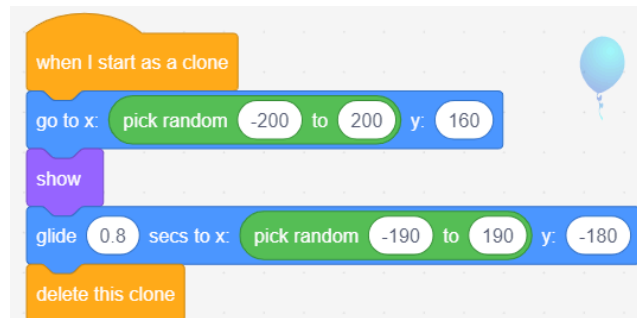 when I start as a clone
go to x: pick random -200 to 200 y: 160
show
glide 0.8 secs to x: pick random -190 to 190 y: -180
delete this clone